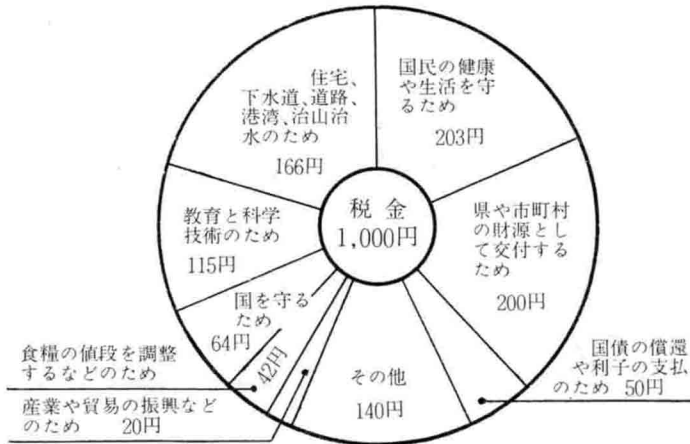 税金
1,000円
国民の健康
や生活を守
るため
203円
県や市町村
の財源とし
て交付する
ため
200円
国債の償還
や利子の支払
のため 50円
その他
140円
産業や貿易の振興など
のため 20円
食糧の値段を調整
するなどのため
42円
国を守る
ため
64円
教育と科学
技術のため
115円
住宅、
下水道、道路、
港湾、治山治
水のため
166円